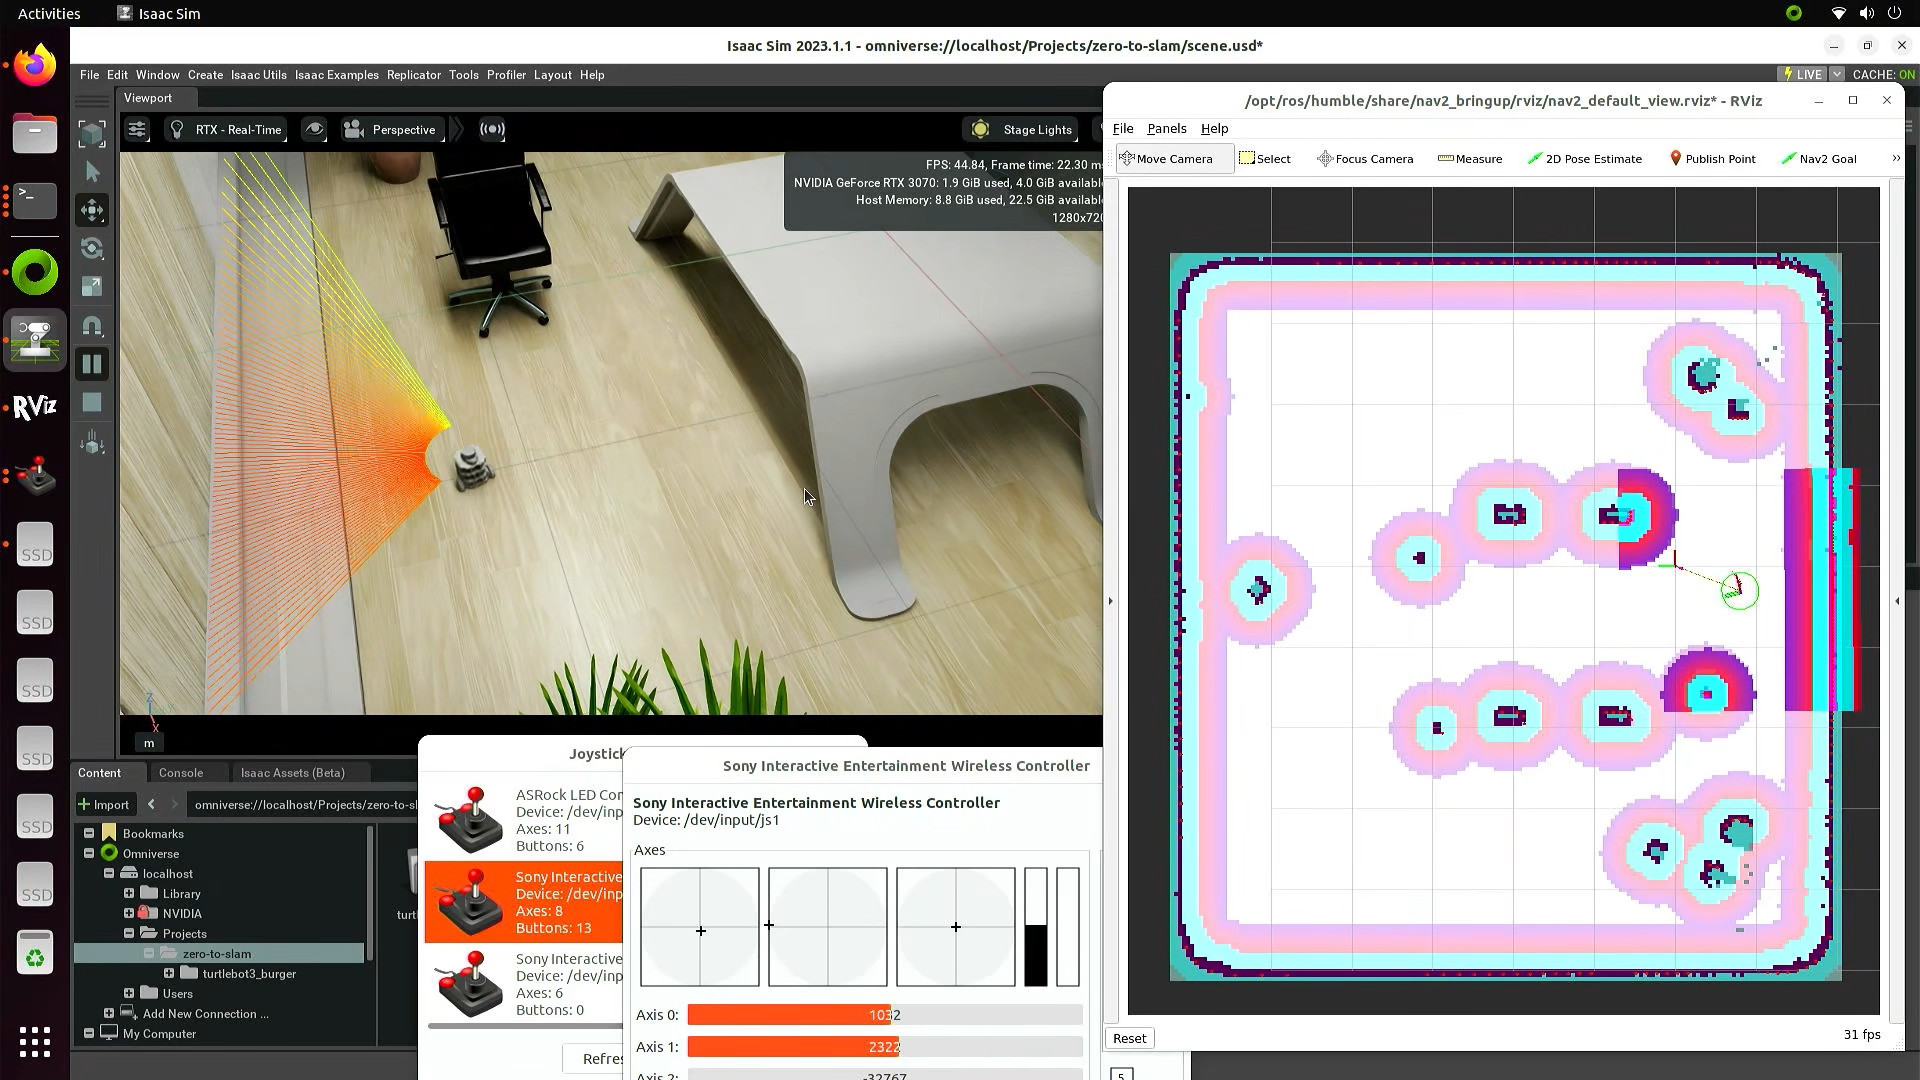 Activities
Isaac Sim
Isaac Sim 2023.1.1 - omniverse://localhost/Projects/zero-to-slam/scene.usd*
File Edit Window Create Isaac Utils Isaac Examples Replicator Tools Profiler Layout Help
LIVE
CACHE: ON
Viewport
RTX - Real-Time
Perspective
Stage Lights
FPS: 44.84, Frame time: 22.30 ms
NVIDIA GeForce RTX 3070: 1.9 GiB used, 4.0 GiB available
Host Memory: 8.8 GiB used, 22.5 GiB available
1280x720
Z
X
m
RViz
SSD
SSD
SSD
SSD
SSD
SSD
/opt/ros/humble/share/nav2_bringup/rviz/nav2_default_view.rviz* - RViz
File Panels Help
Move Camera
Select
Focus Camera
Measure
2D Pose Estimate
Publish Point
Nav2 Goal
»
Reset
31 fps
Content
Console
Isaac Assets (Beta)
+ Import
omniverse://localhost/Projects/zero-to-sl
Bookmarks
Omniverse
localhost
Library
NVIDIA
Projects
zero-to-slam
turtlebot3_burger
Users
Add New Connection ...
My Computer
turt
Joystick
ASRock LED Con
Device: /dev/inp
Axes: 11
Buttons: 6
Sony Interactive
Device: /dev/inp
Axes: 8
Buttons: 13
Sony Interactive
Device: /dev/inp
Axes: 6
Buttons: 0
Refres
Sony Interactive Entertainment Wireless Controller
Sony Interactive Entertainment Wireless Controller
Device: /dev/input/js1
Axes
Axis 0:
1032
Axis 1:
2322
Axis 2:
-32767
5